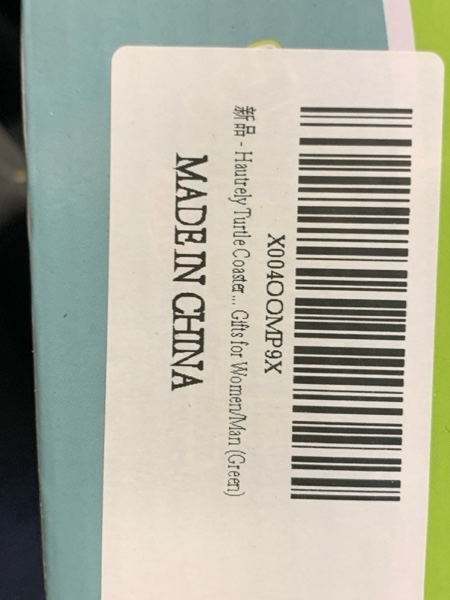 X004OOMP9X
新品 - Hautrely Turtle Coaster... Gifts for Women/Man (Green)
MADE IN CHINA